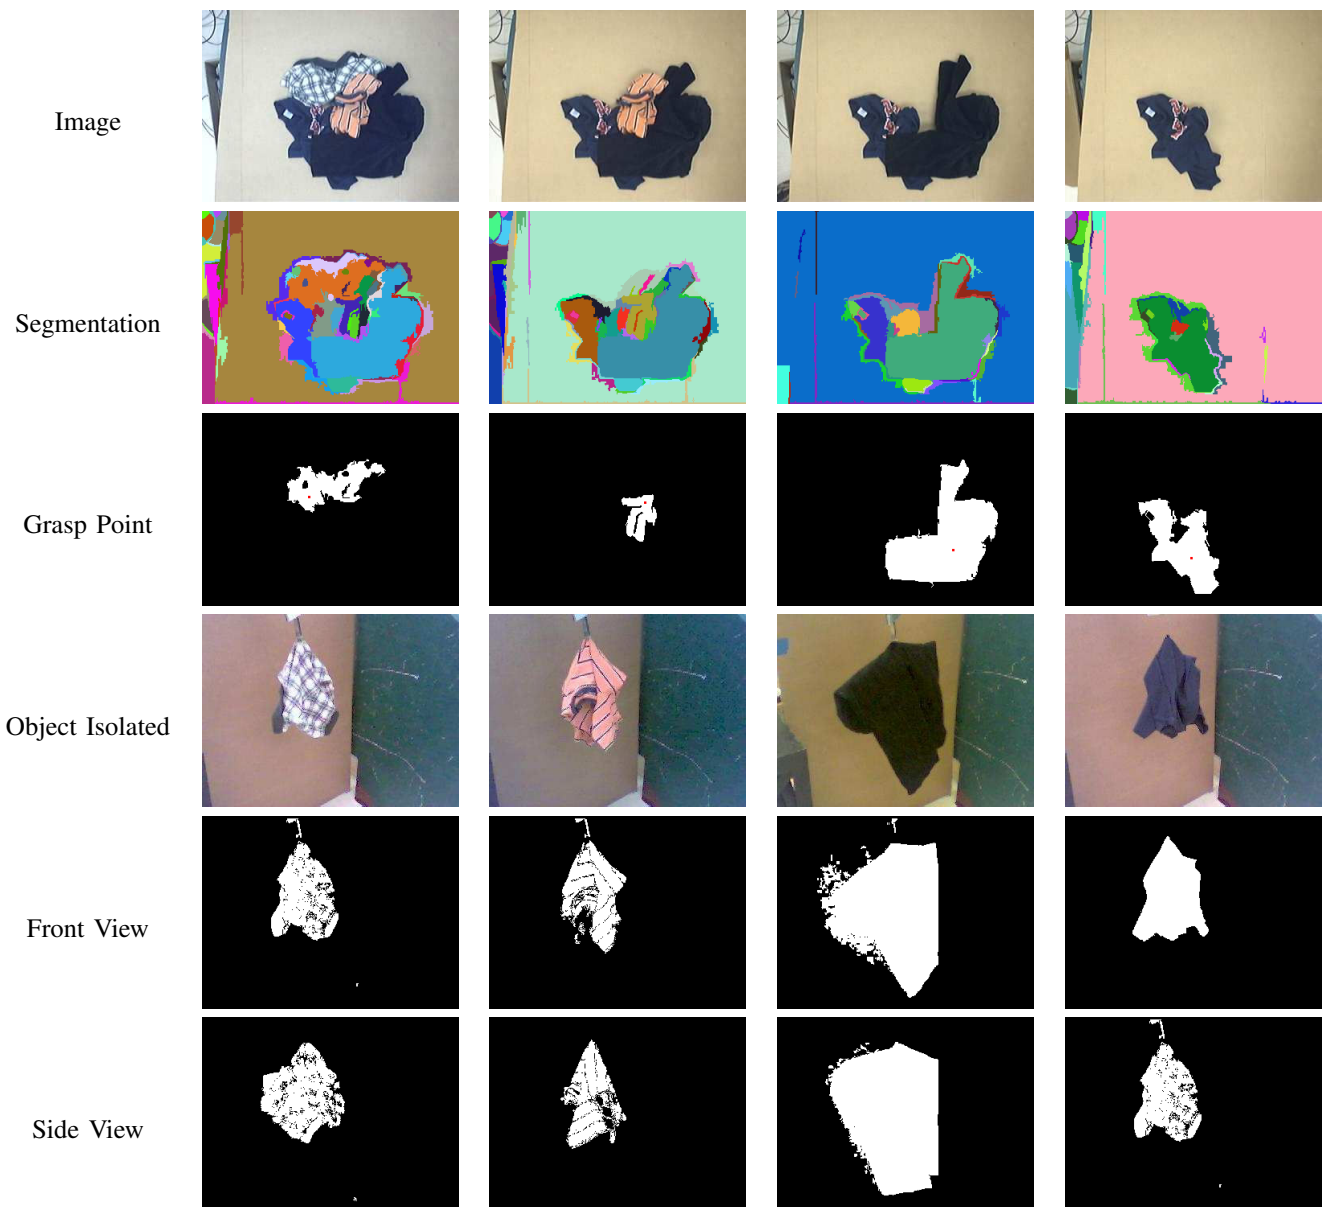 Image
Segmentation
Grasp Point
Object Isolated
Front View
Side View